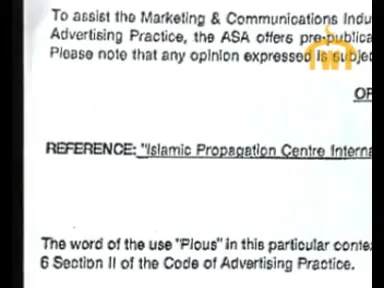 To assist the Marketing & Communications Indu
Advertising Practice, the ASA offers pre-publica
Please note that any opinion expressed is subjec
OP
REFERENCE: "Islamic Propagation Centre Interna
The word of the use "Pious" in this particular conte
6 Section II of the Code of Advertising Practice.